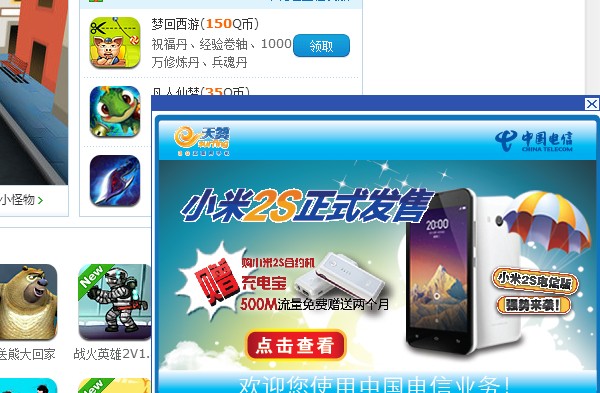 梦回西游(150Q币)
祝福丹、经验卷轴、1000
万修炼丹、兵魂丹
领取
凡人仙梦(35Q币)
小怪物 >
New
New
送熊大回家
战火英雄2V1.
天翼
surfing
中国电信
CHINA TELECOM
小米2S正式发售
赠
购小米2S合约机
充电宝
500M流量免费赠送两个月
20:00
小米2S电信版
强势来袭!
点击查看
欢迎您使用中国电信业务!